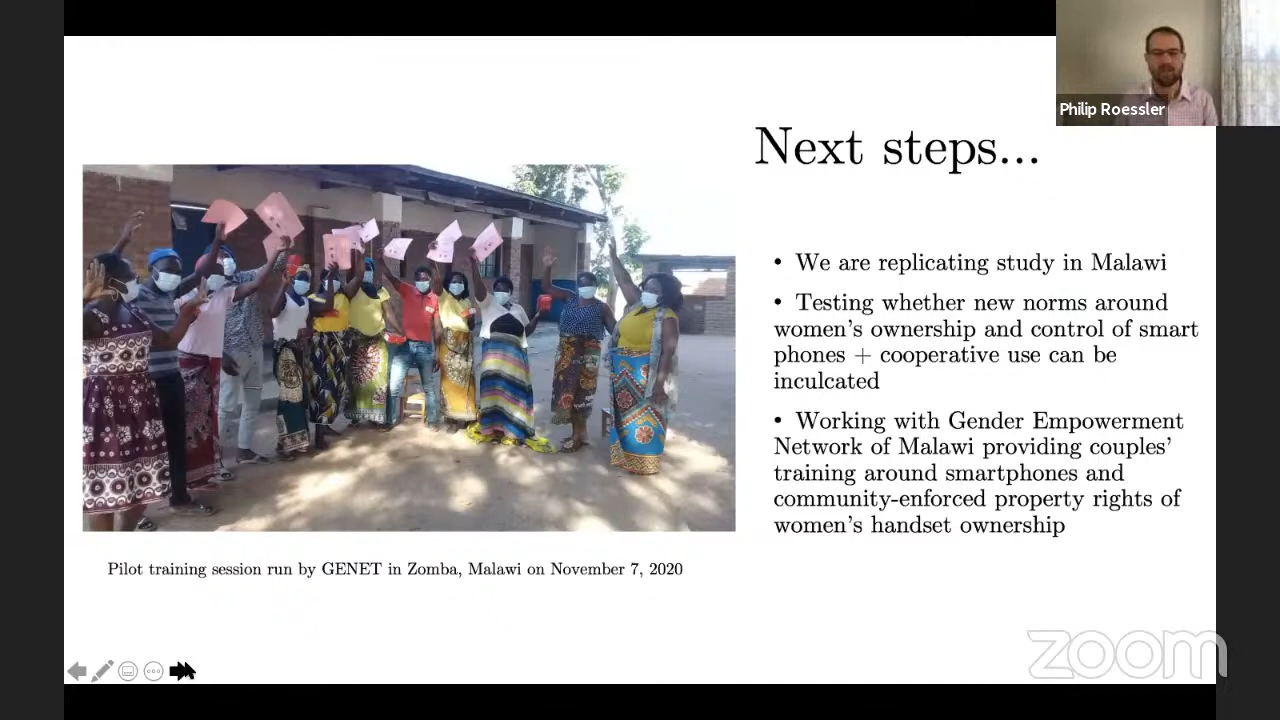 Philip Roessler
Next steps...
• We are replicating study in Malawi
• Testing whether new norms around
women's ownership and control of smart
phones + cooperative use can be
inculcated
• Working with Gender Empowerment
Network of Malawi providing couples'
training around smartphones and
community-enforced property rights of
women's handset ownership
Pilot training session run by GENET in Zomba, Malawi on November 7, 2020
zoom